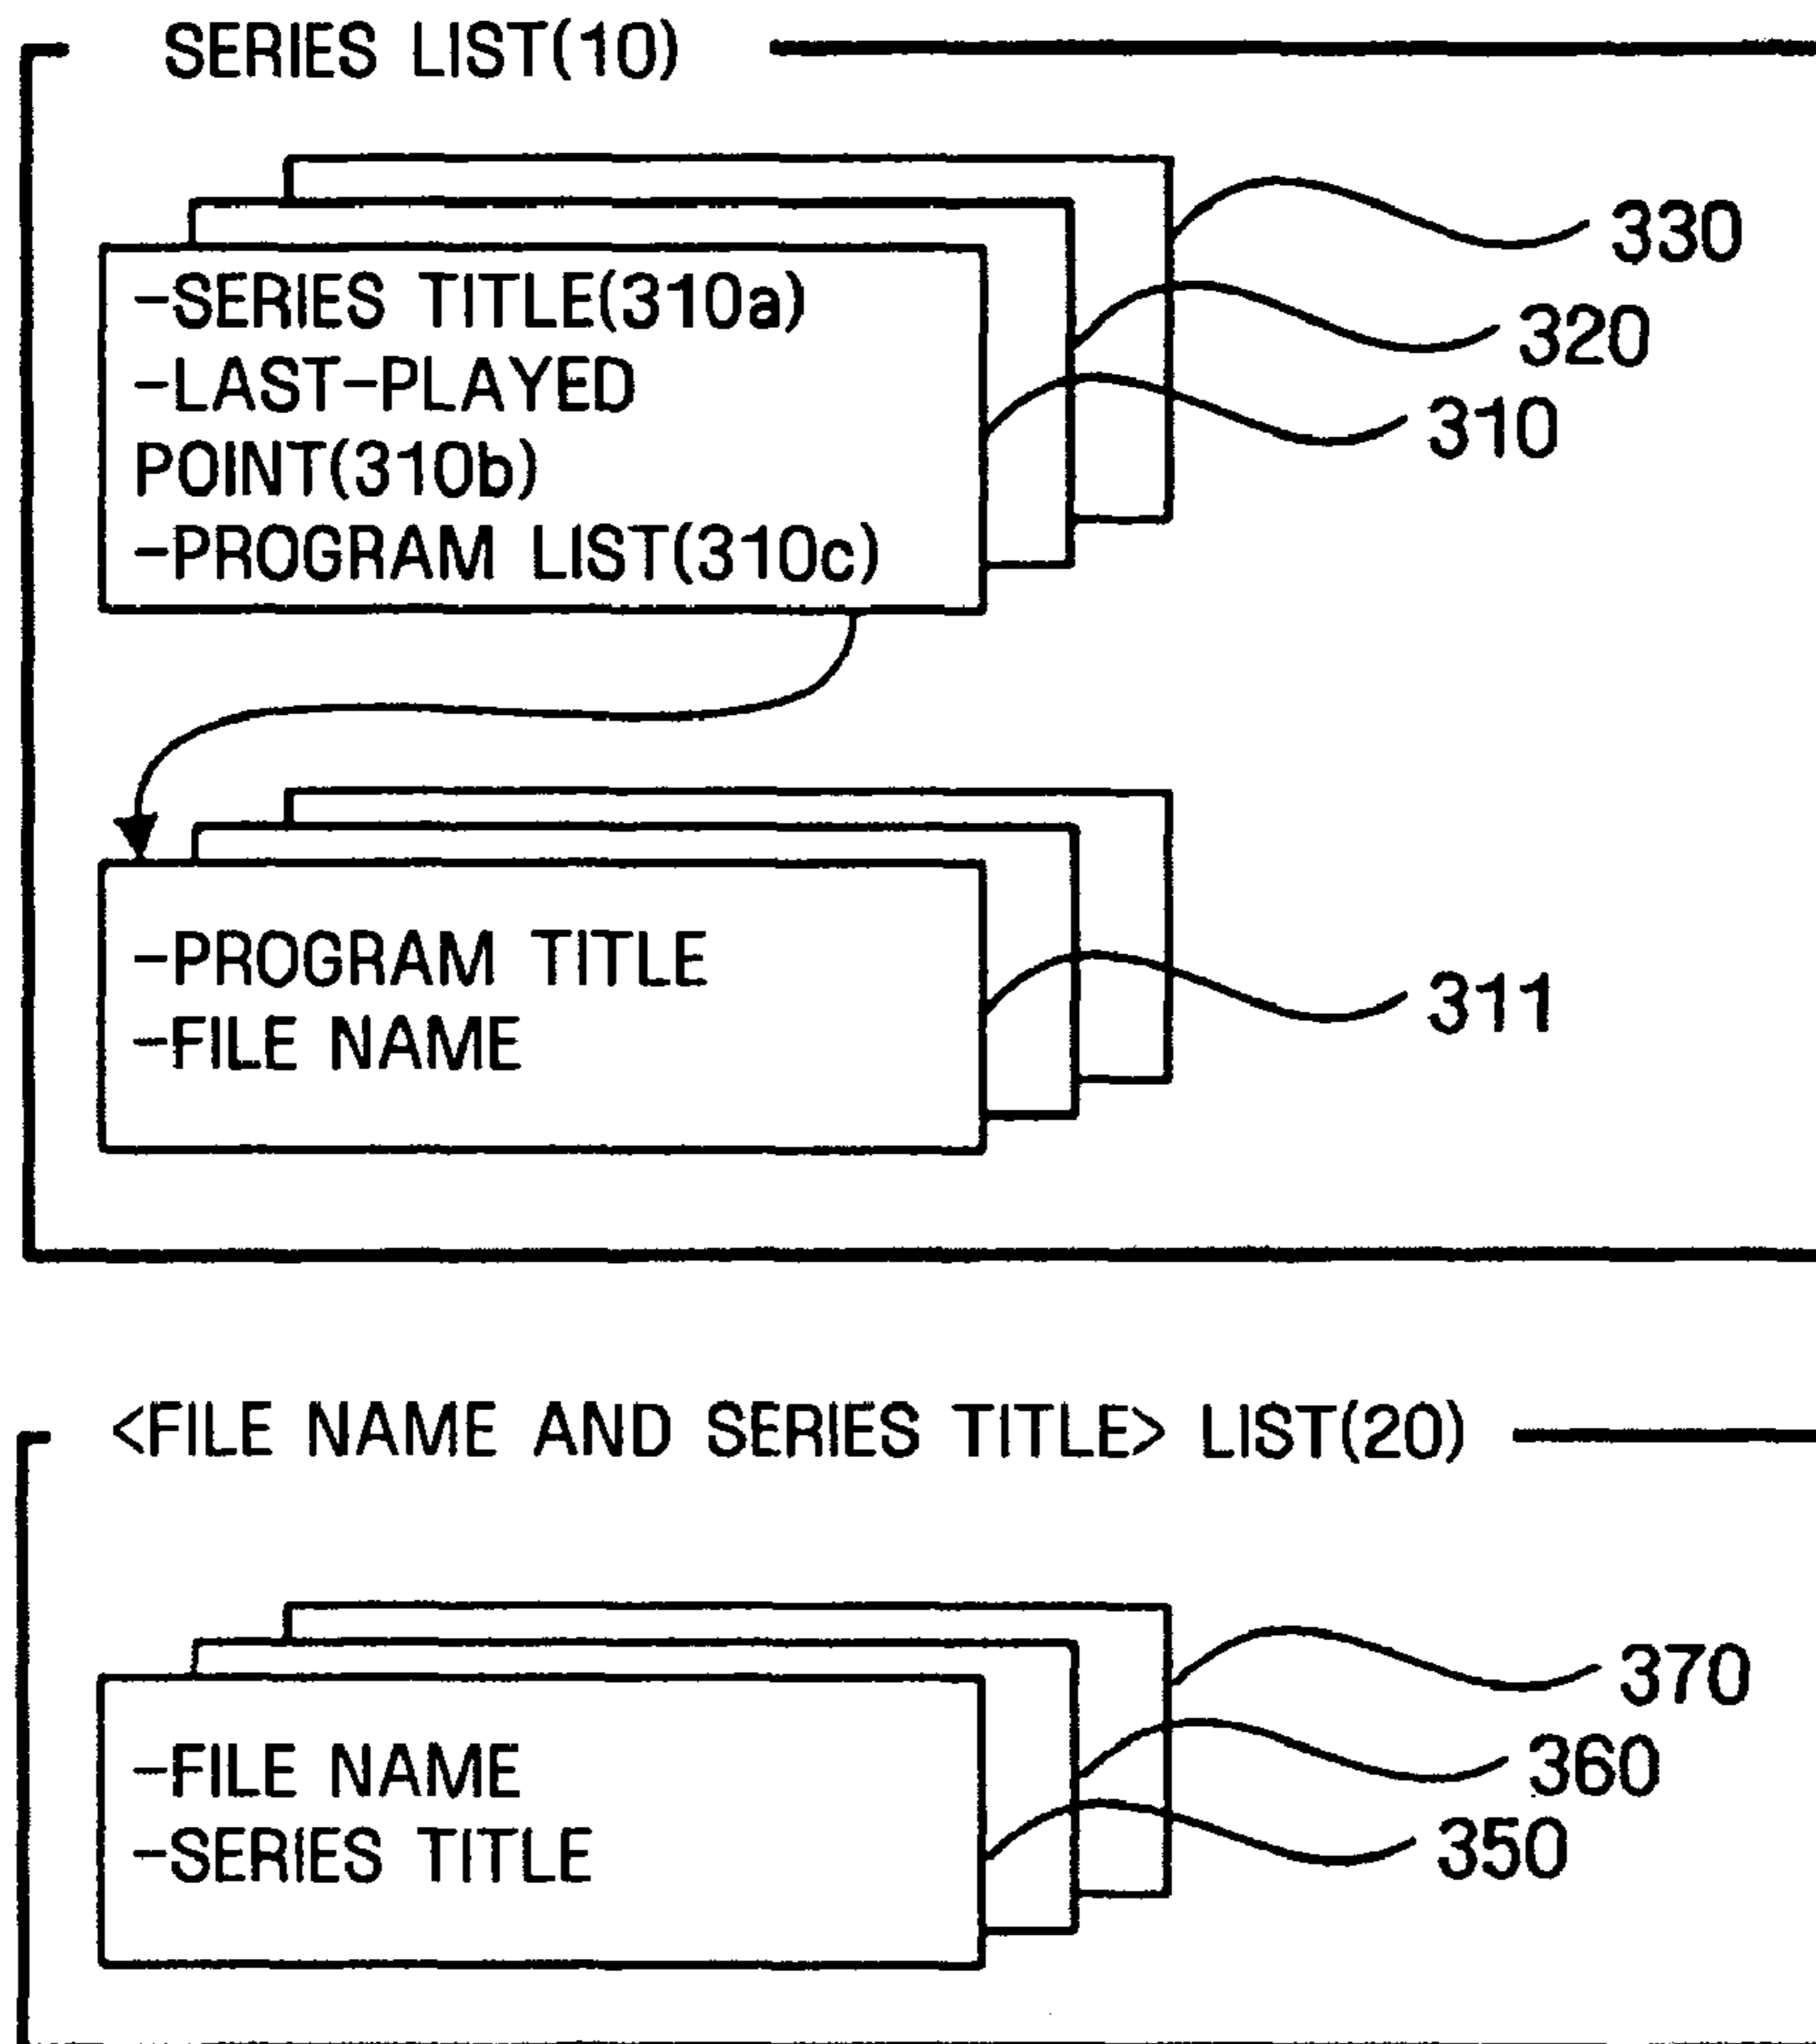 SERIES LIST(10)
330
-SERIES TITLE(310a)
320
-LAST-PLAYED
310
POINT(310b)
-PROGRAM LIST(310c)
-PROGRAM TITLE
311
-FILE NAME
<FILE NAME AND SERIES TITLE> LIST(20)
370
-FILE NAME
360
-SERIES TITLE
350